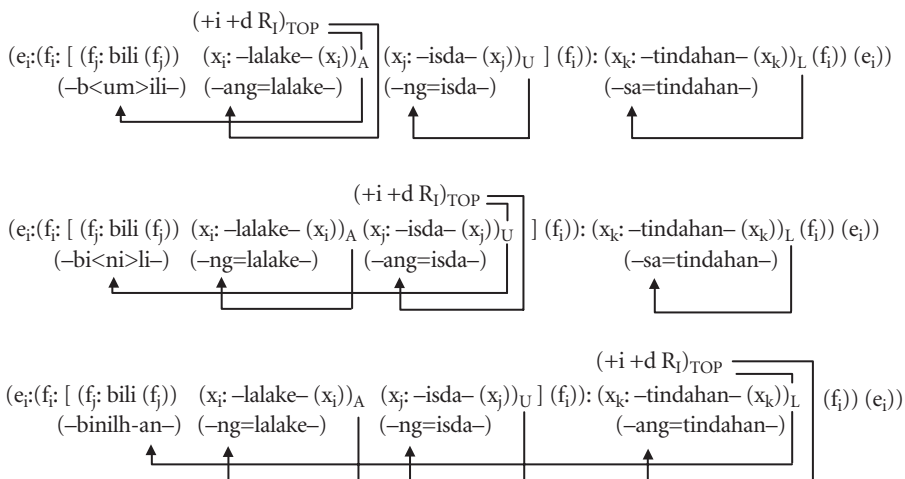 (+i +d R_I)_TOP
(e_i:(f_i: [ (f_j: bili (f_j)) (x_i: –lalake– (x_i))_A (x_j: –isda– (x_j))_U ] (f_i)): (x_k: –tindahan– (x_k))_L (f_i)) (e_i))
(–b<um>ili–) (–ang=lalake–) (–ng=isda–) (–sa=tindahan–)
(+i +d R_I)_TOP
(e_i:(f_i: [ (f_j: bili (f_j)) (x_i: –lalake– (x_i))_A (x_j: –isda– (x_j))_U ] (f_i)): (x_k: –tindahan– (x_k))_L (f_i)) (e_i))
(–bi<ni>li–) (–ng=lalake–) (–ang=isda–) (–sa=tindahan–)
(+i +d R_I)_TOP
(e_i:(f_i: [ (f_j: bili (f_j)) (x_i: –lalake– (x_i))_A (x_j: –isda– (x_j))_U ] (f_i)): (x_k: –tindahan– (x_k))_L (f_i)) (e_i))
(–binilh-an–) (–ng=lalake–) (–ng=isda–) (–ang=tindahan–)